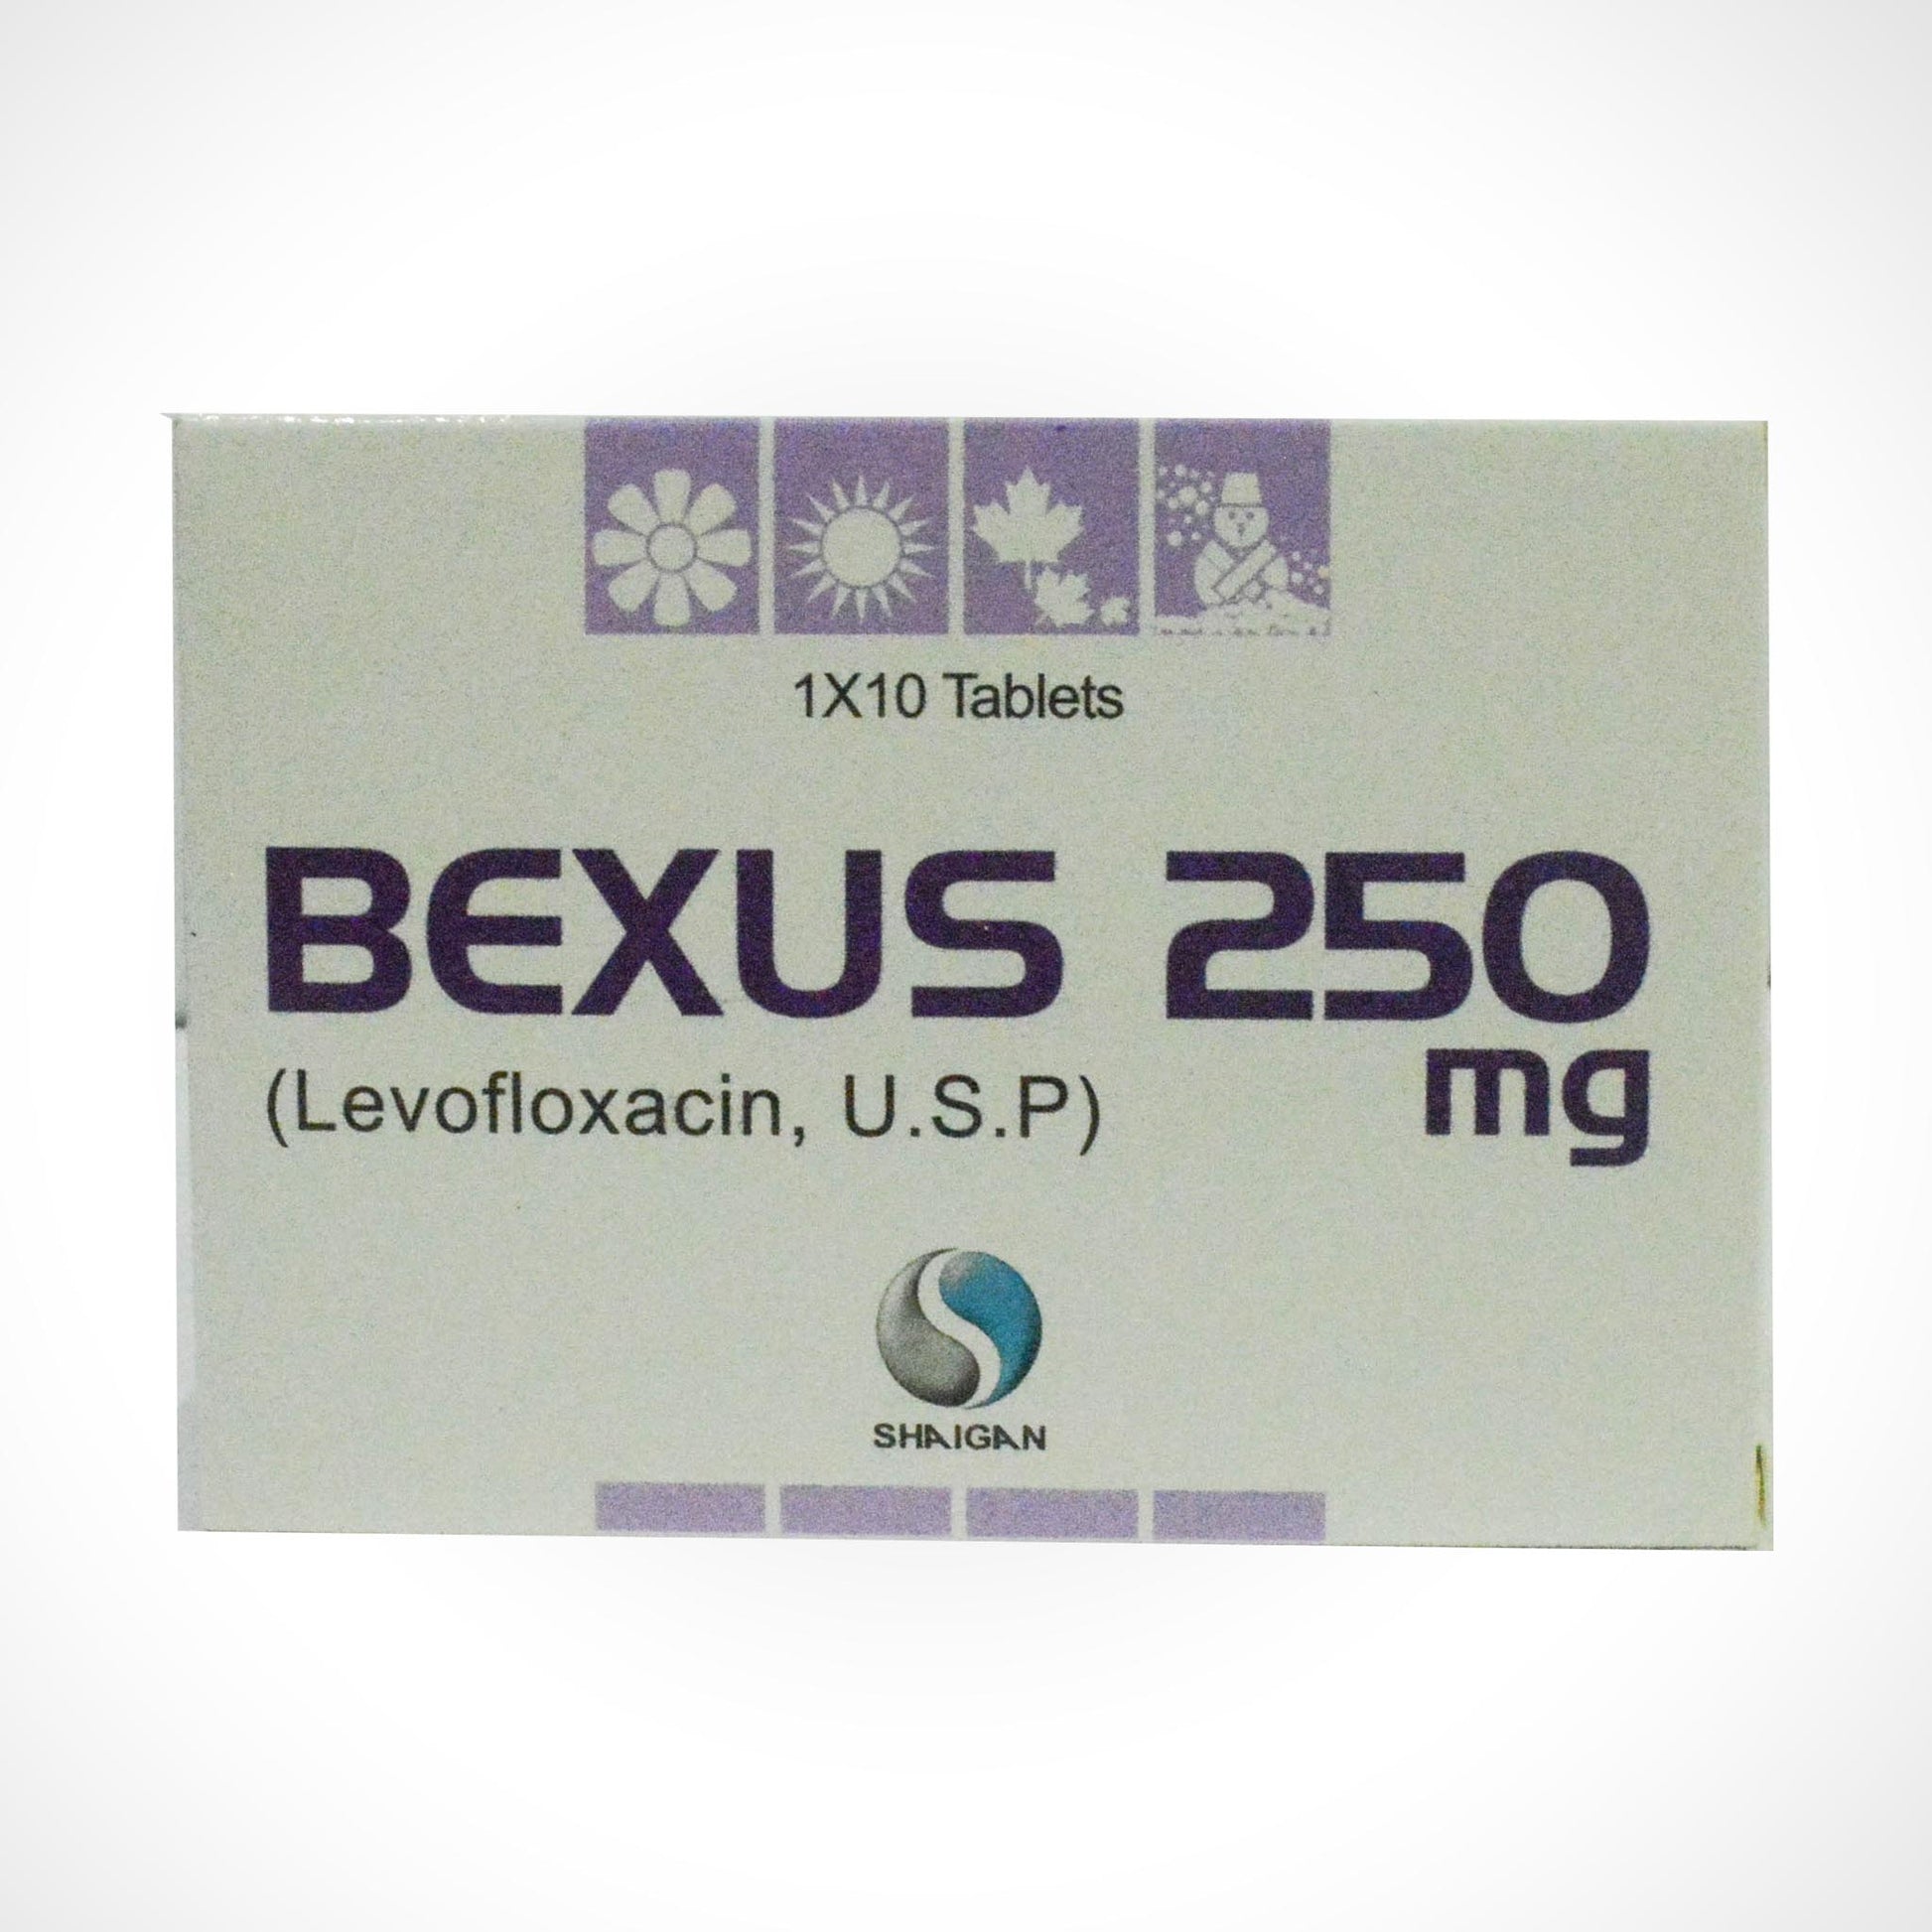 1X10 Tablets
BEXUS 250
mg
(Levofloxacin, U.S.P)
SHAIGAN